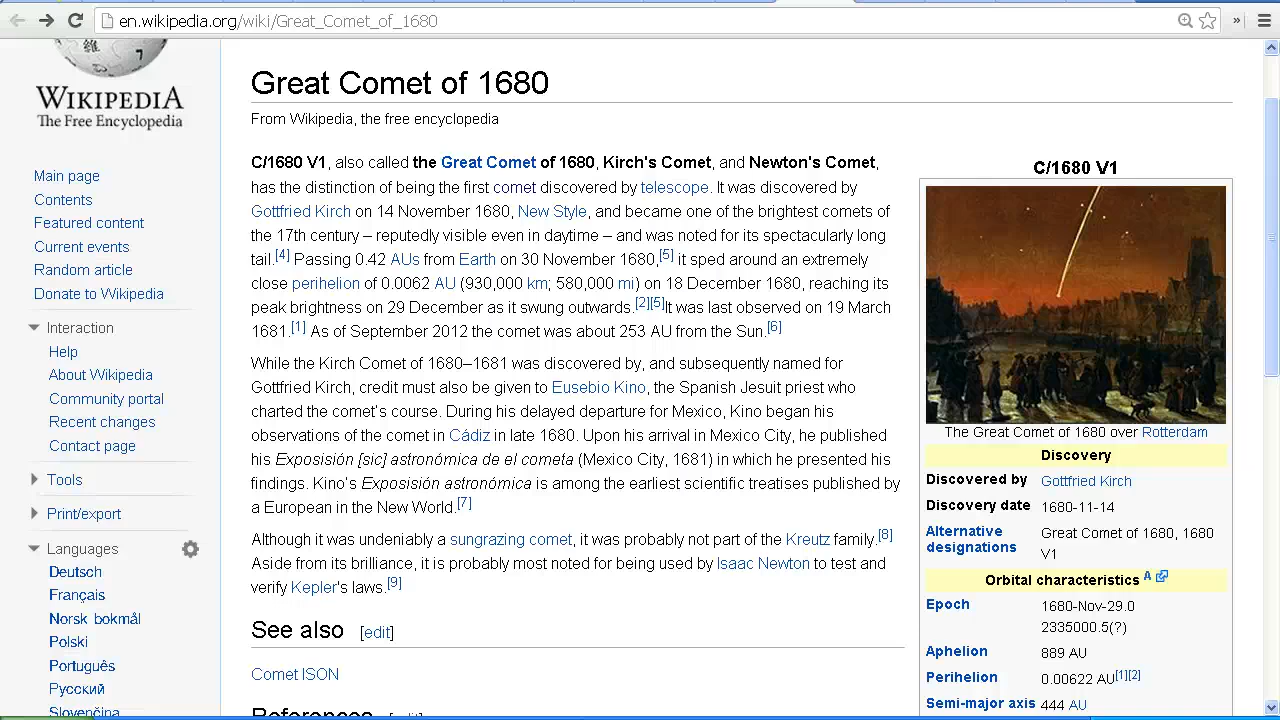 en.wikipedia.org/wiki/Great_Comet_of_1680
»
WIKIPEDIA
The Free Encyclopedia
Main page
Contents
Featured content
Current events
Random article
Donate to Wikipedia
Interaction
Help
About Wikipedia
Community portal
Recent changes
Contact page
Tools
Print/export
Languages
Deutsch
Français
Norsk bokmål
Polski
Português
Русский
Slovenčina
Great Comet of 1680
From Wikipedia, the free encyclopedia
C/1680 V1, also called the Great Comet of 1680, Kirch's Comet, and Newton's Comet,
has the distinction of being the first comet discovered by telescope. It was discovered by
Gottfried Kirch on 14 November 1680, New Style, and became one of the brightest comets of
the 17th century – reputedly visible even in daytime – and was noted for its spectacularly long
tail.[4] Passing 0.42 AUs from Earth on 30 November 1680,[5] it sped around an extremely
close perihelion of 0.0062 AU (930,000 km; 580,000 mi) on 18 December 1680, reaching its
peak brightness on 29 December as it swung outwards.[2][5]It was last observed on 19 March
1681.[1] As of September 2012 the comet was about 253 AU from the Sun.[6]
While the Kirch Comet of 1680–1681 was discovered by, and subsequently named for
Gottfried Kirch, credit must also be given to Eusebio Kino, the Spanish Jesuit priest who
charted the comet's course. During his delayed departure for Mexico, Kino began his
observations of the comet in Cádiz in late 1680. Upon his arrival in Mexico City, he published
his Exposisión [sic] astronómica de el cometa (Mexico City, 1681) in which he presented his
findings. Kino's Exposisión astronómica is among the earliest scientific treatises published by
a European in the New World.[7]
Although it was undeniably a sungrazing comet, it was probably not part of the Kreutz family.[8]
Aside from its brilliance, it is probably most noted for being used by Isaac Newton to test and
verify Kepler's laws.[9]
See also [edit]
Comet ISON
References [edit]
C/1680 V1
The Great Comet of 1680 over Rotterdam
Discovery
Discovered by Gottfried Kirch
Discovery date 1680-11-14
Alternative designations Great Comet of 1680, 1680 V1
Orbital characteristics A
Epoch 1680-Nov-29.0
2335000.5(?)
Aphelion 889 AU
Perihelion 0.00622 AU[1][2]
Semi-major axis 444 AU